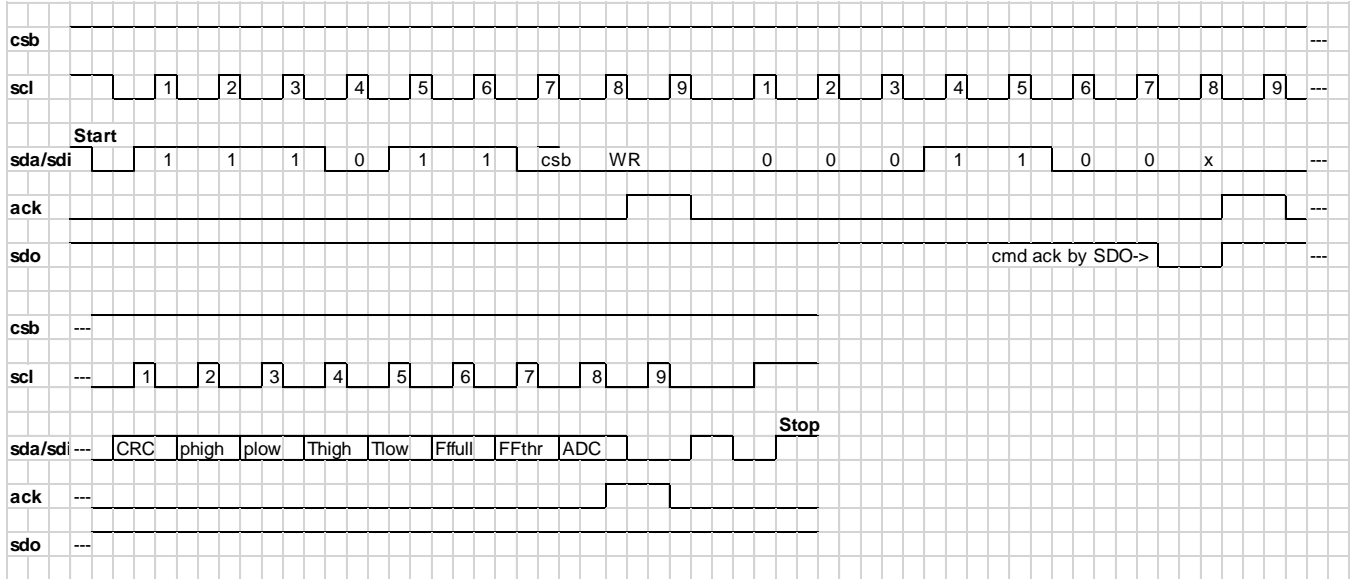 csb ---
scl 1 2 3 4 5 6 7 8 9 1 2 3 4 5 6 7 8 9 ---
Start
sda/sdi 1 1 1 0 1 1 csb WR 0 0 0 1 1 0 0 x ---
ack ---
sdo cmd ack by SDO-> ---
csb ---
scl --- 1 2 3 4 5 6 7 8 9
Stop
sda/sdi --- CRC phigh plow Thigh Tlow Fffull FFthr ADC
ack ---
sdo ---